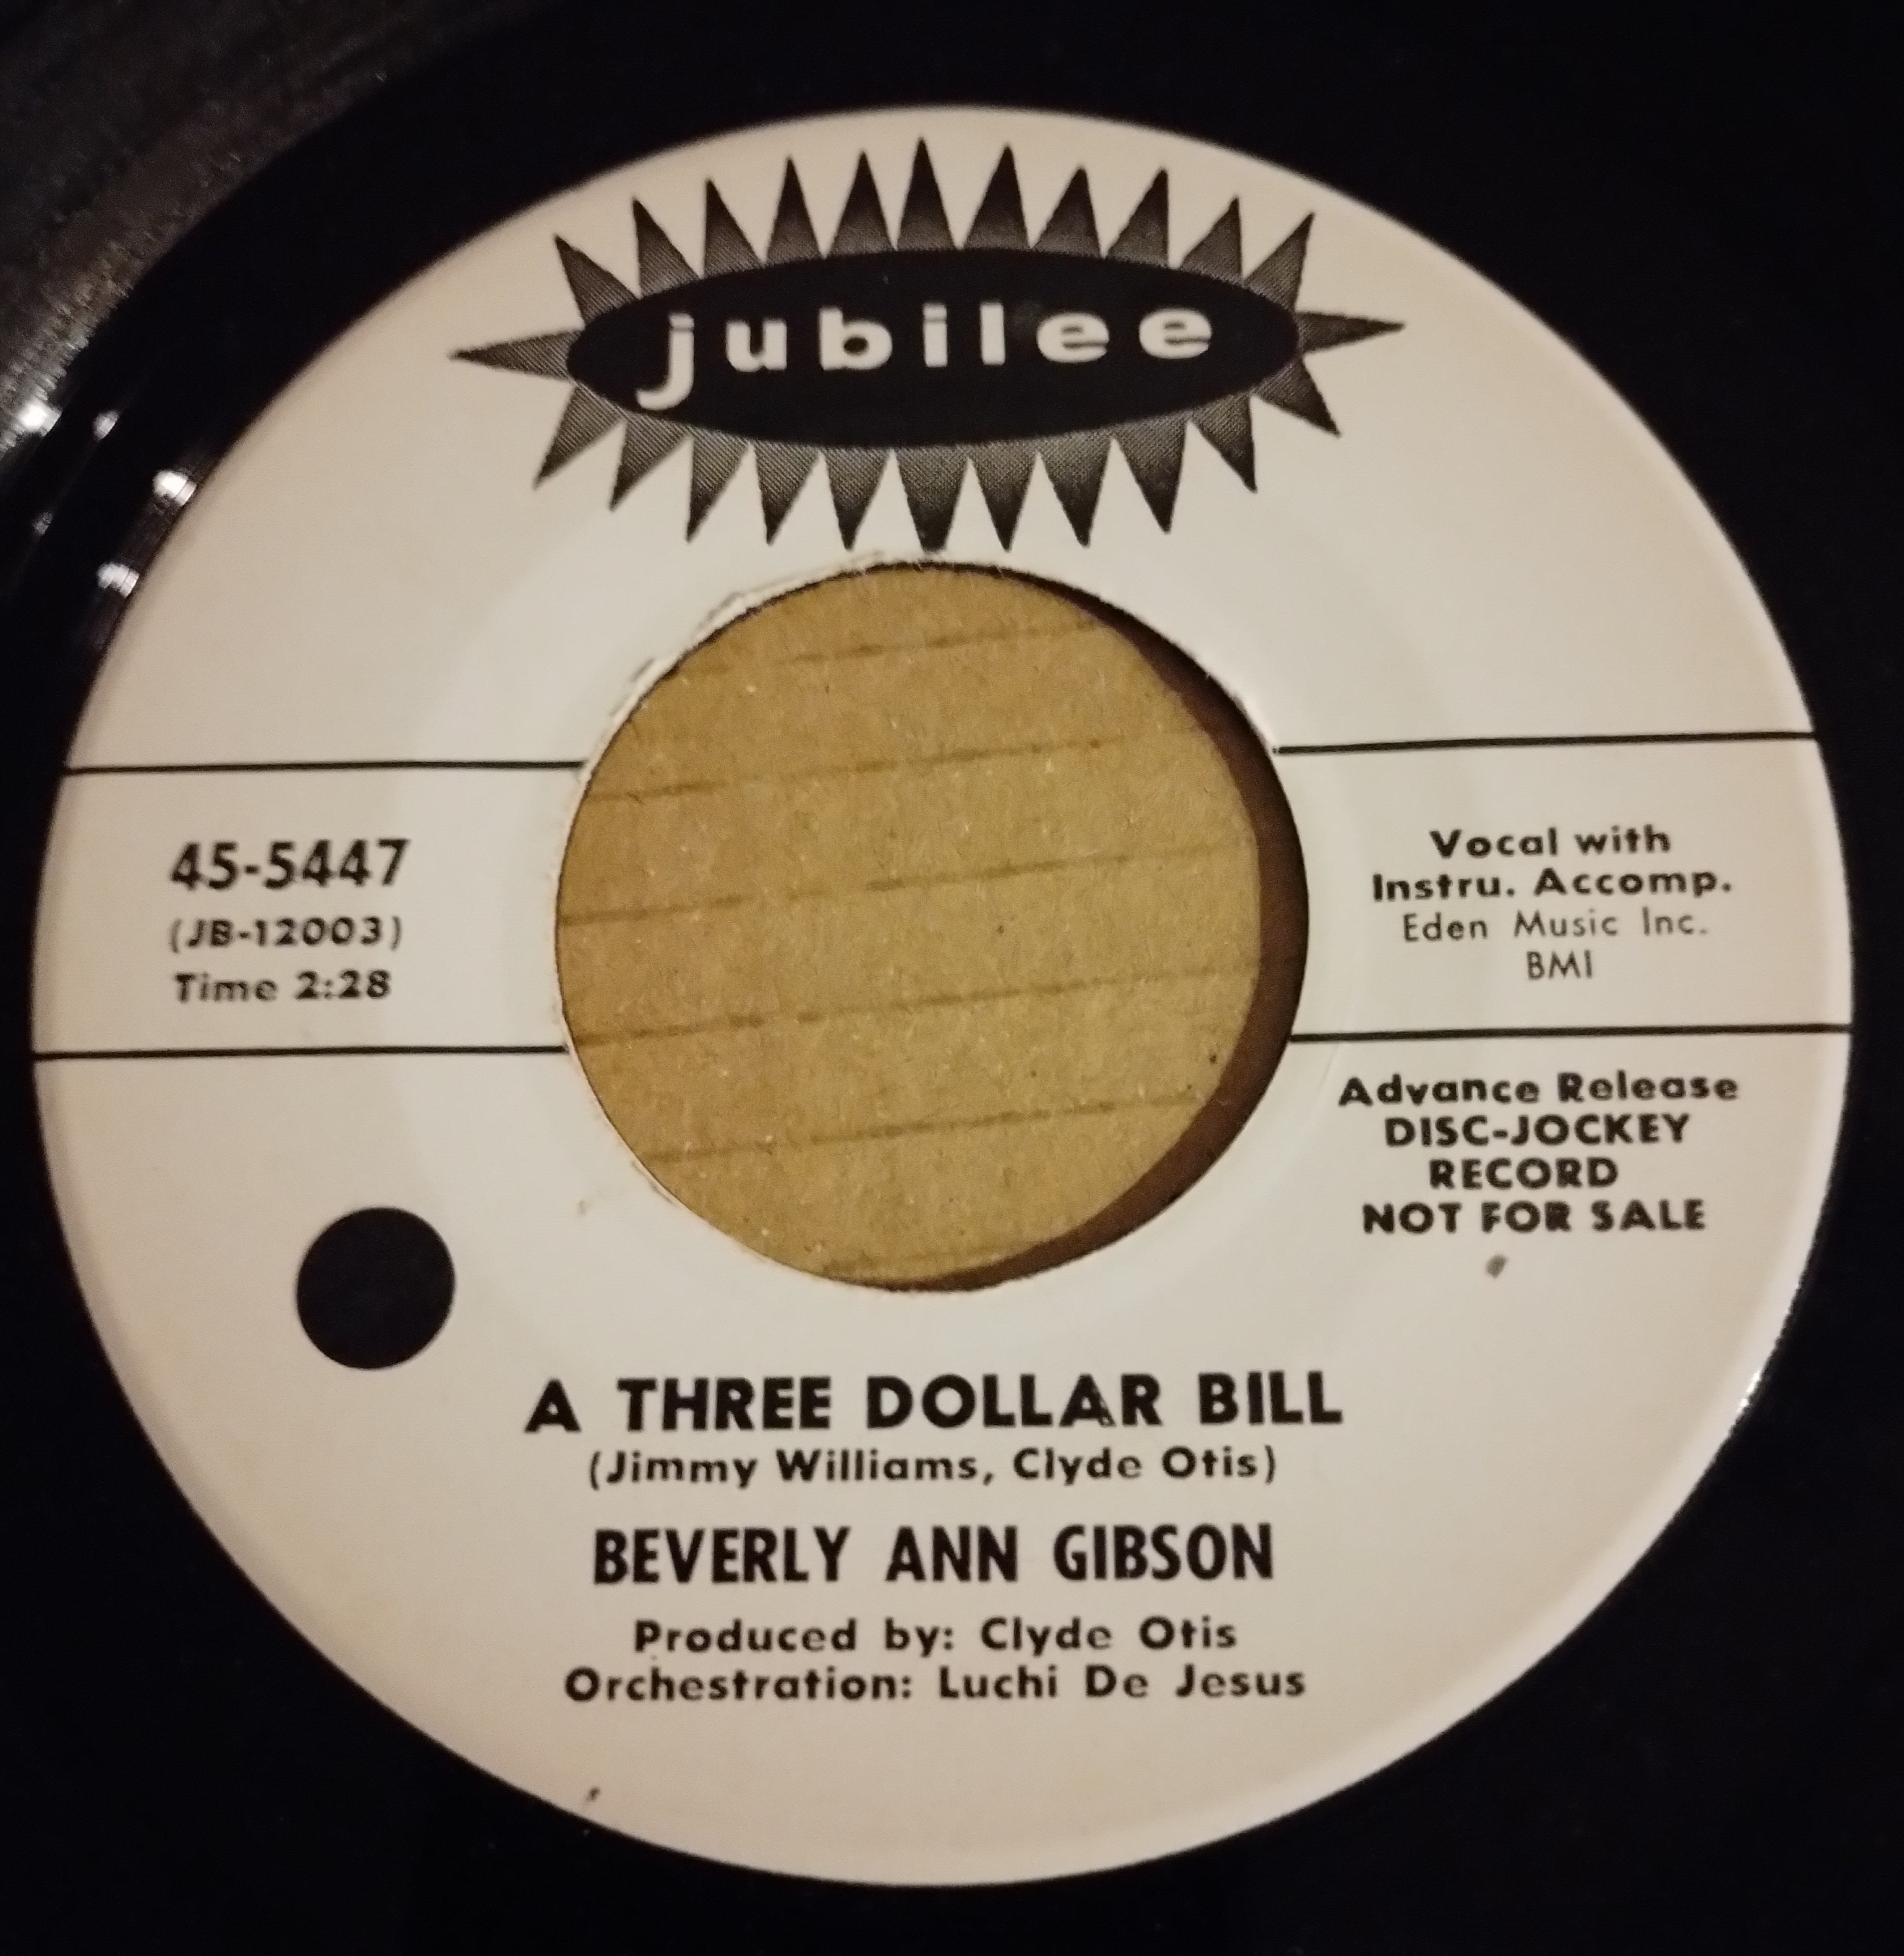 jubilee
45-5447
(JB-12003)
Time 2:28
Vocal with
Instru. Accomp.
Eden Music Inc.
BMI
Advance Release
DISC-JOCKEY
RECORD
NOT FOR SALE
A THREE DOLLAR BILL
(Jimmy Williams, Clyde Otis)
BEVERLY ANN GIBSON
Produced by: Clyde Otis
Orchestration: Luchi De Jesus